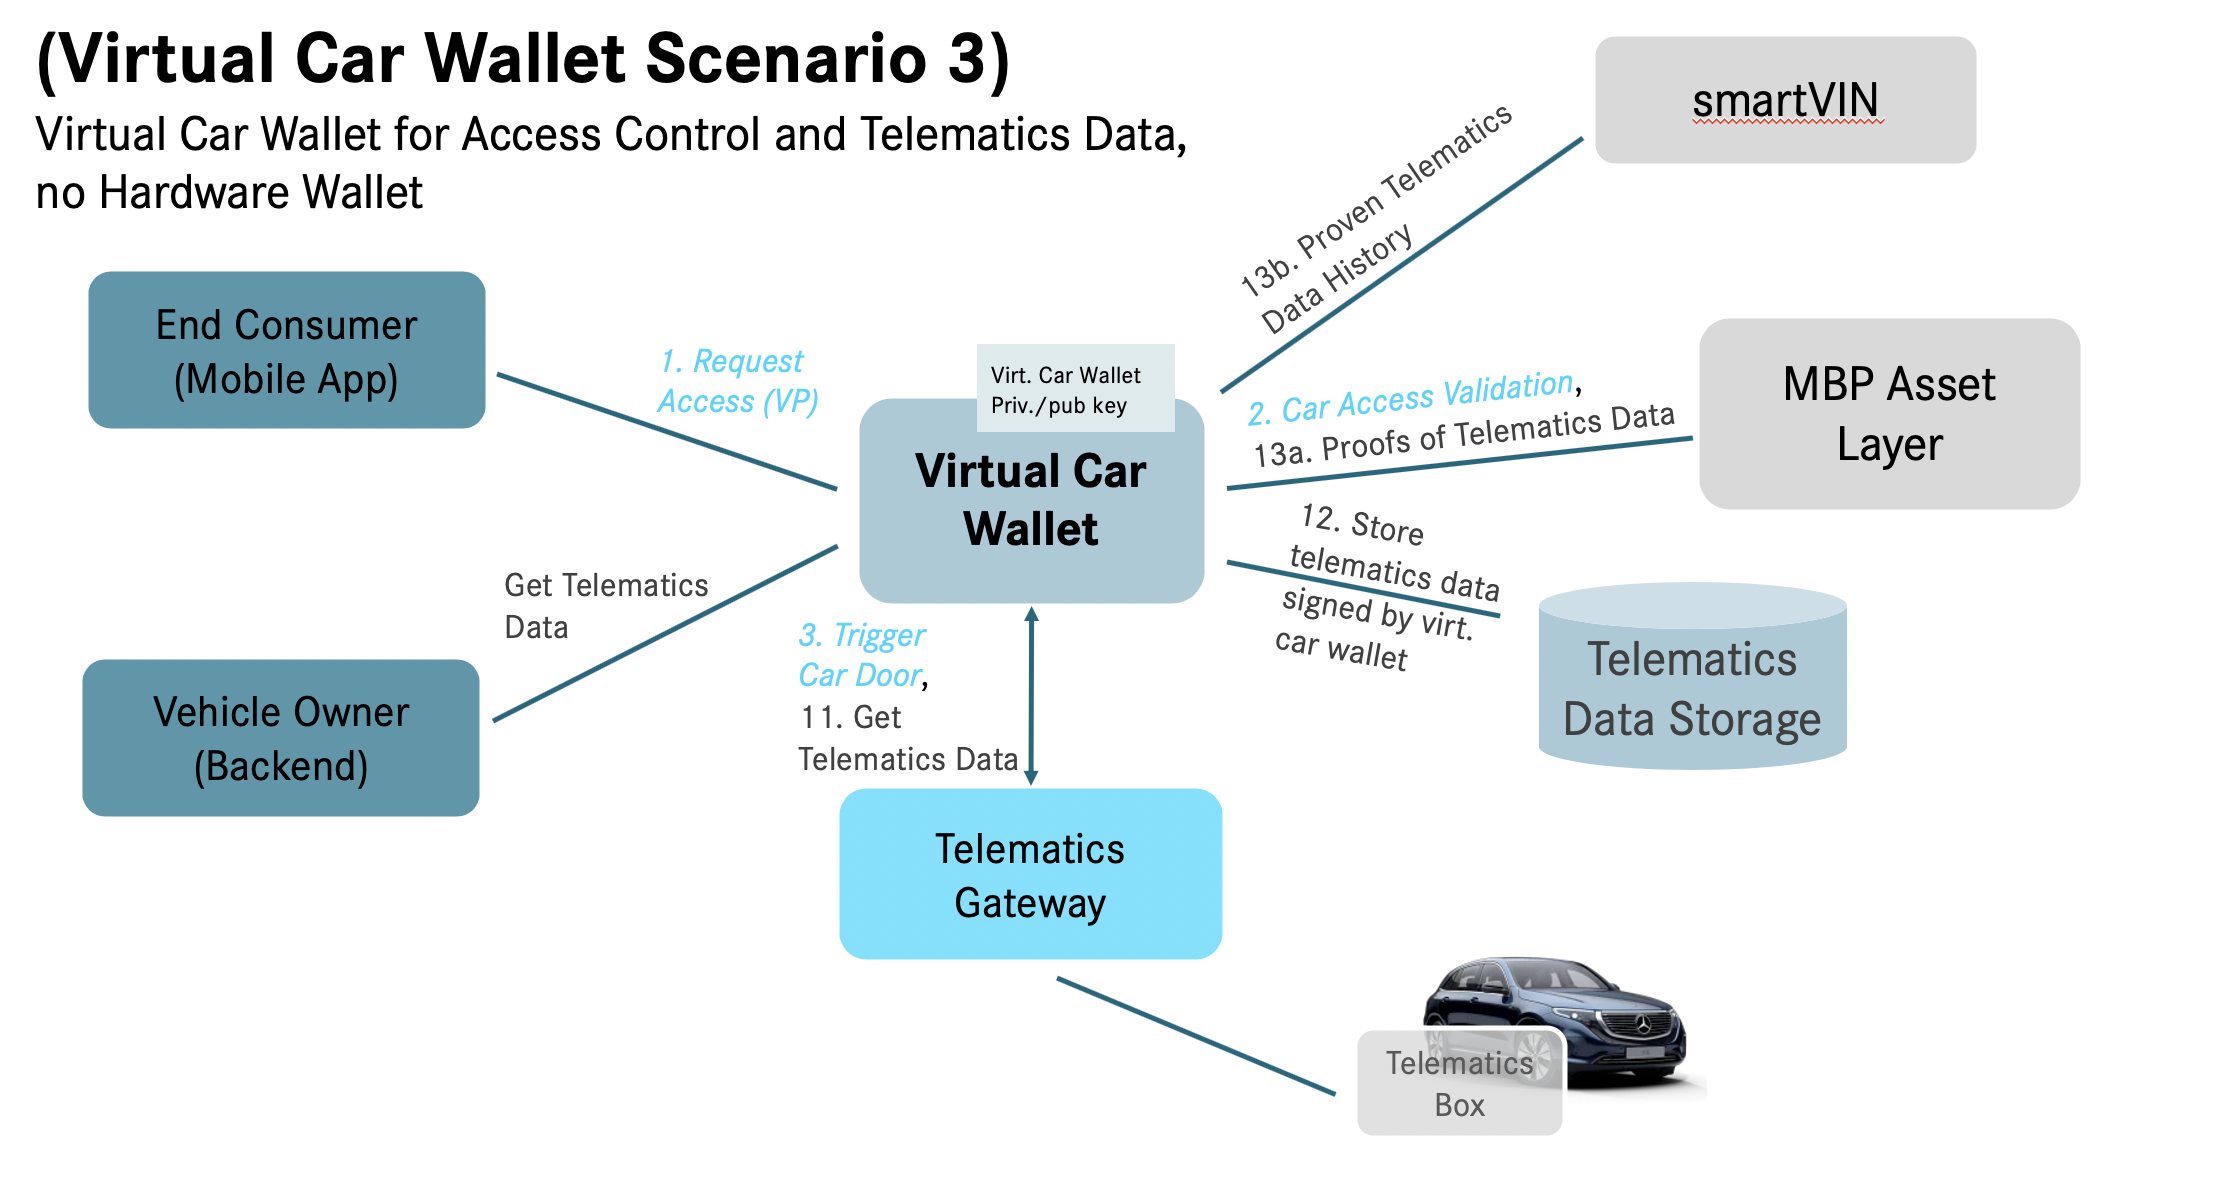 (Virtual Car Wallet Scenario 3)
Virtual Car Wallet for Access Control and Telematics Data,
no Hardware Wallet
smartVIN
13b. Proven Telematics
Data History
End Consumer
(Mobile App)
1. Request
Access (VP)
Virt. Car Wallet
Priv./pub key
Virtual Car
Wallet
2. Car Access Validation,
13a. Proofs of Telematics Data
MBP Asset
Layer
12. Store
telematics data
signed by virt.
car wallet
Telematics
Data Storage
Get Telematics
Data
Vehicle Owner
(Backend)
3. Trigger
Car Door,
11. Get
Telematics Data
Telematics
Gateway
Telematics
Box